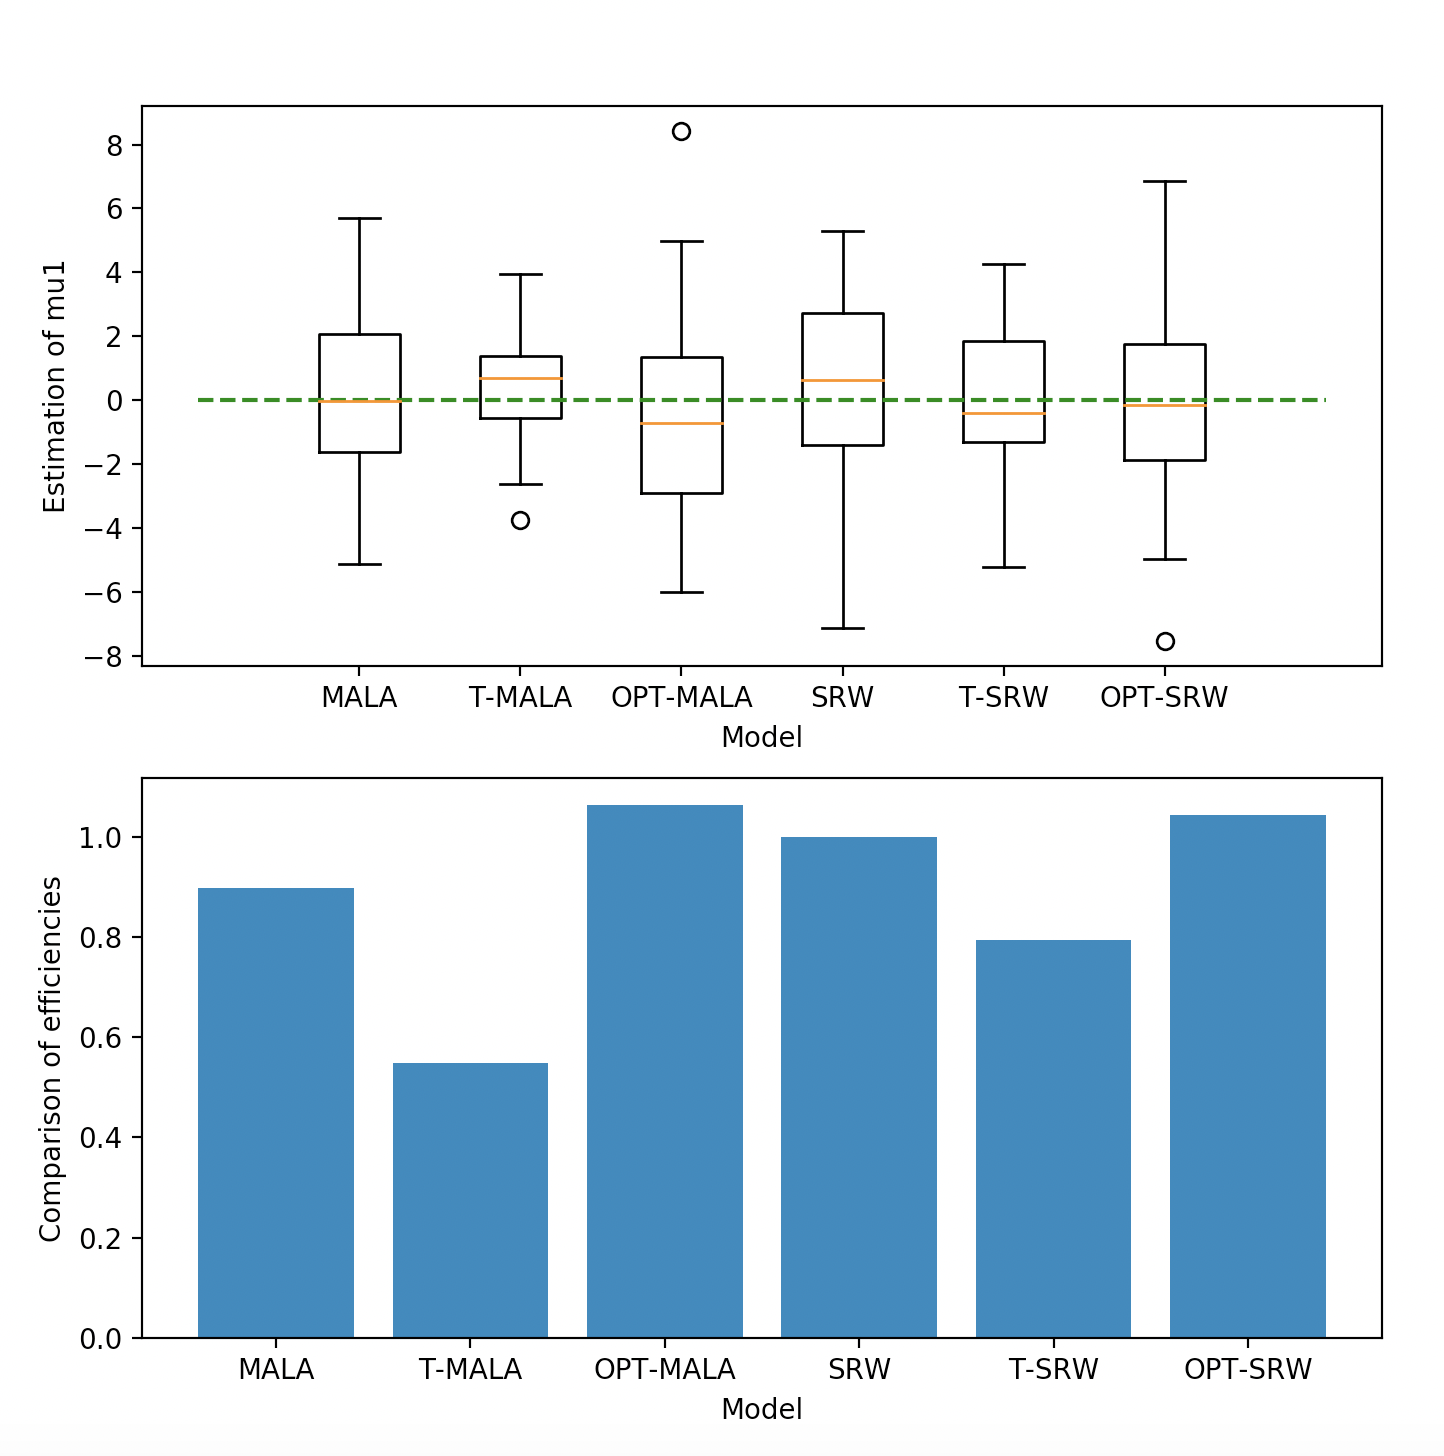 Estimation of mu1
8
6
4
2
0
−2
−4
−6
−8
MALA T-MALA OPT-MALA SRW T-SRW OPT-SRW
Model
Comparison of efficiencies
1.0
0.8
0.6
0.4
0.2
0.0
MALA T-MALA OPT-MALA SRW T-SRW OPT-SRW
Model